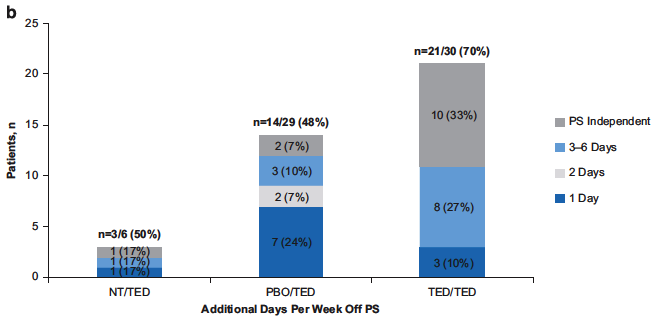 b
25
20
15
10
5
0
Patients, n
n=3/6 (50%)
1 (17%)
1 (17%)
1 (17%)
n=14/29 (48%)
2 (7%)
3 (10%)
2 (7%)
7 (24%)
n=21/30 (70%)
10 (33%)
8 (27%)
3 (10%)
NT/TED
PBO/TED
TED/TED
Additional Days Per Week Off PS
PS Independent
3–6 Days
2 Days
1 Day